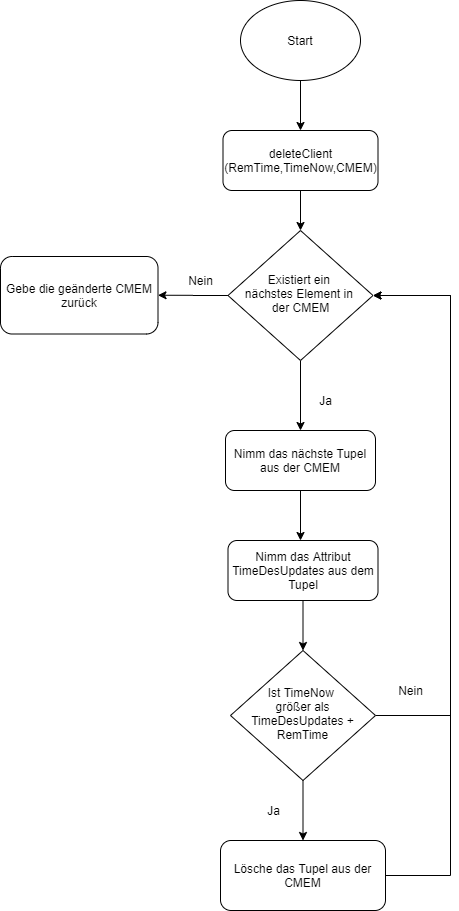 Start
deleteClient
(RemTime,TimeNow,CMEM)
Existiert ein
nächstes Element in
der CMEM
Nein
Gebe die geänderte CMEM
zurück
Ja
Nimm das nächste Tupel
aus der CMEM
Nimm das Attribut
TimeDesUpdates aus dem
Tupel
Ist TimeNow
größer als
TimeDesUpdates +
RemTime
Nein
Ja
Lösche das Tupel aus der
CMEM